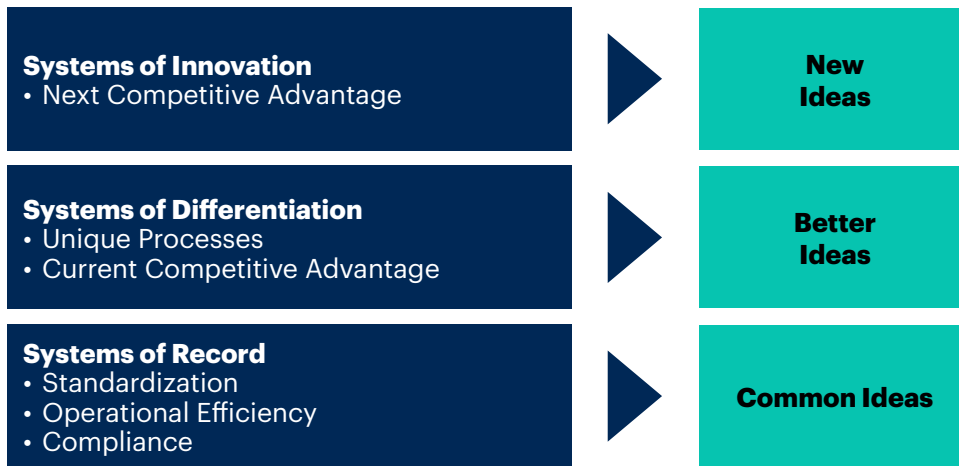 Systems of Innovation
• Next Competitive Advantage
New
Ideas
Systems of Differentiation
• Unique Processes
• Current Competitive Advantage
Better
Ideas
Systems of Record
• Standardization
• Operational Efficiency
• Compliance
Common Ideas